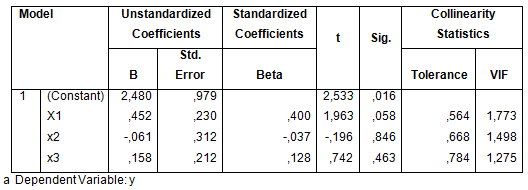 Model Unstandardized Coefficients Standardized Coefficients t Sig. Collinearity Statistics
B Std. Error Beta Tolerance VIF
1 (Constant) 2,480 ,979 2,533 ,016
X1 ,452 ,230 ,400 1,963 ,058 ,564 1,773
x2 -,061 ,312 -,037 -,196 ,846 ,668 1,498
x3 ,158 ,212 ,128 ,742 ,463 ,784 1,275
a Dependent Variable: y